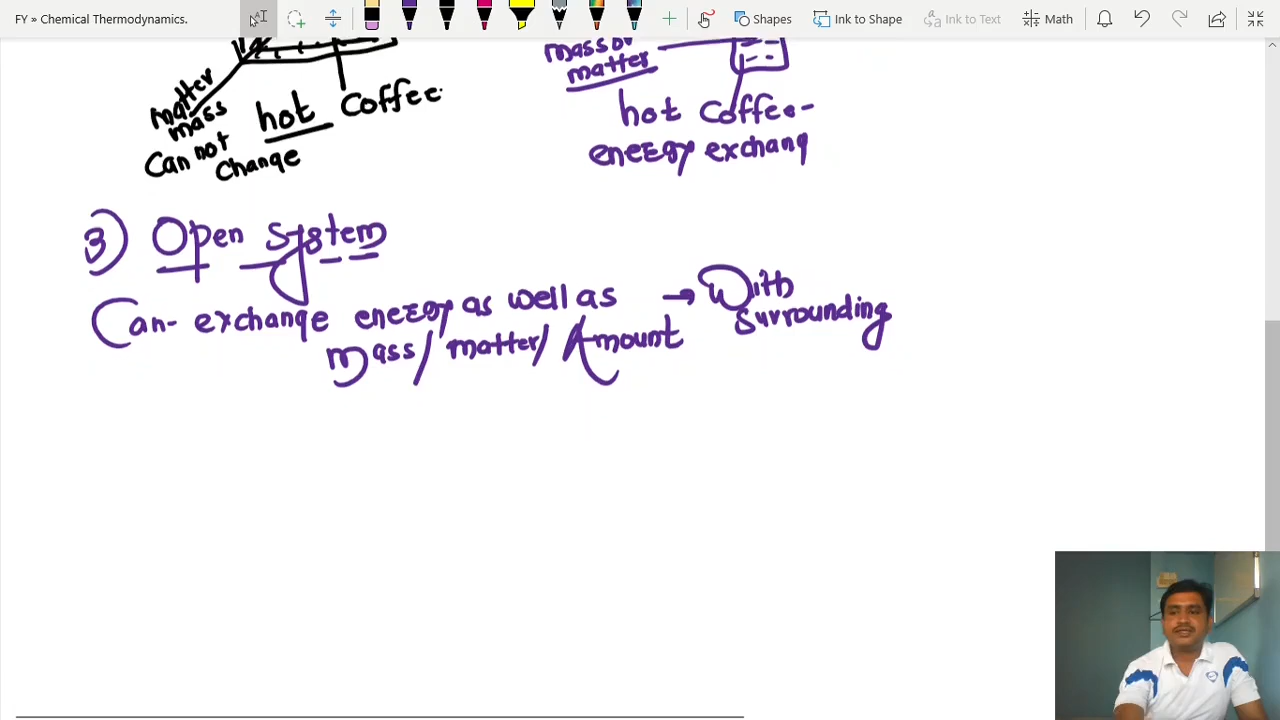 FY » Chemical Thermodynamics.
Shapes
Ink to Shape
Ink to Text
Math
matter
mass
Can not
Change
hot Coffee
mass or
matter
hot Coffee-
energy exchang
3) Open system
Can- exchange energy as well as → With
surrounding
mass/ matter/ Amount